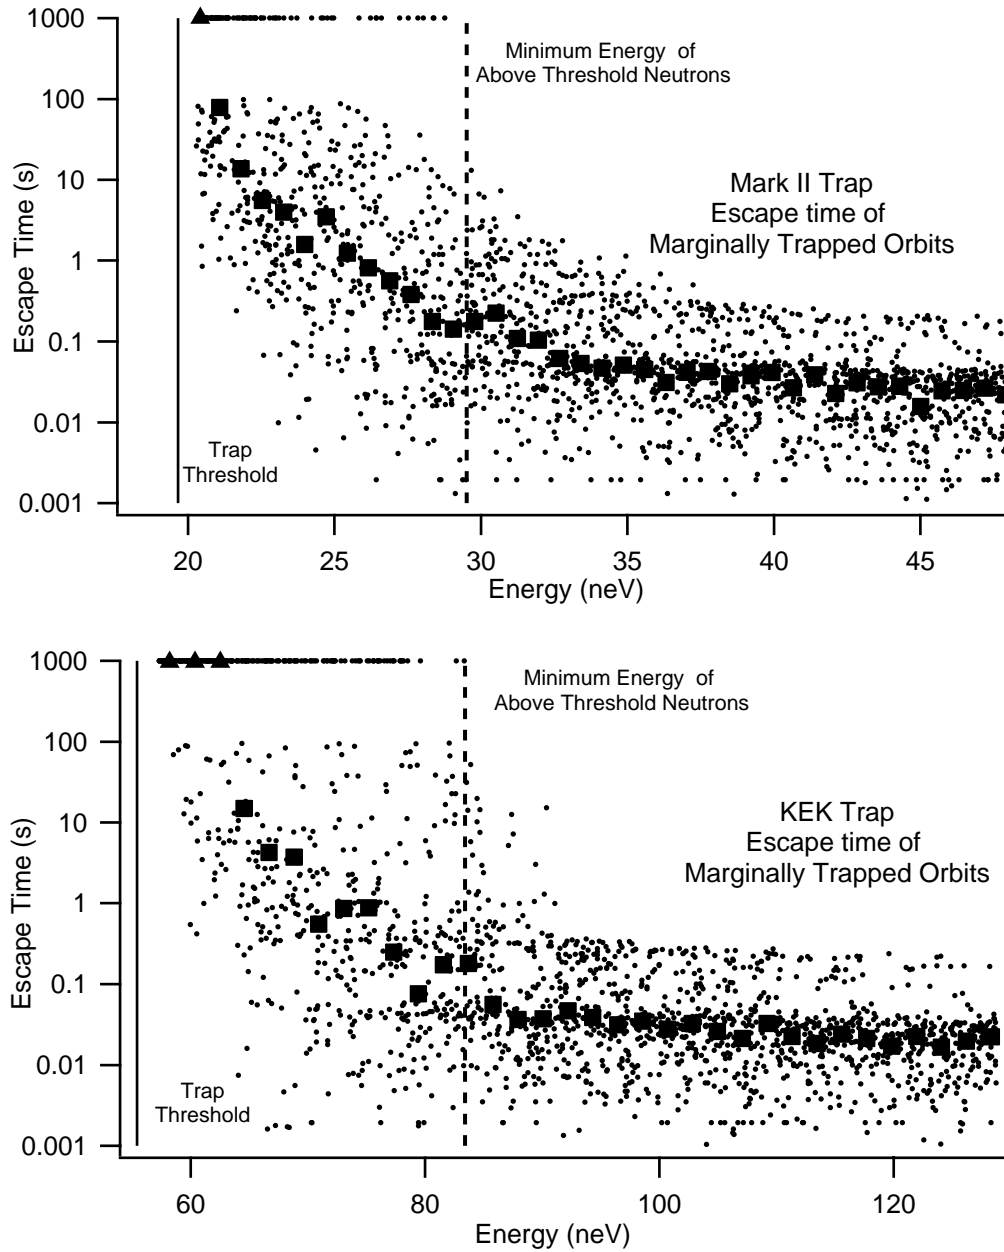 1000
100
10
1
0.1
0.01
0.001
Escape Time (s)
Minimum Energy of
Above Threshold Neutrons
Mark II Trap
Escape time of
Marginally Trapped Orbits
Trap
Threshold
20 25 30 35 40 45
Energy (neV)
1000
100
10
1
0.1
0.01
0.001
Escape Time (s)
Minimum Energy of
Above Threshold Neutrons
KEK Trap
Escape time of
Marginally Trapped Orbits
Trap
Threshold
60 80 100 120
Energy (neV)